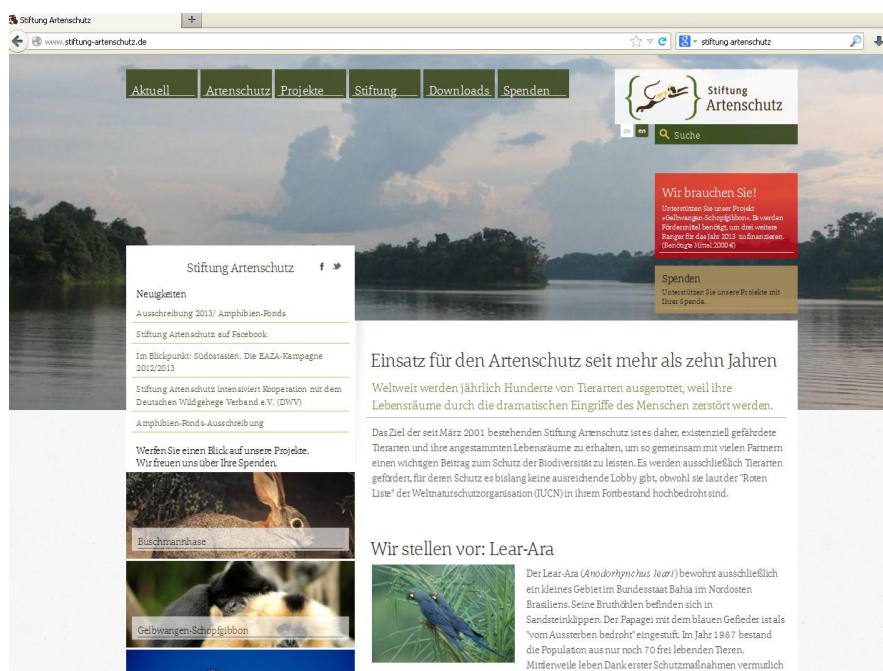 Stiftung Artenschutz
+
www.stiftung-artenschutz.de
stiftung artenschutz
Aktuell
Artenschutz
Projekte
Stiftung
Downloads
Spenden
Stiftung
Artenschutz
de en
Suche
Wir brauchen Sie!
Unterstützen Sie unser Projekt
»Gelbwangen-Schopfgibbon«. Es werden
Fördermittel benötigt, um drei weitere
Ranger für das Jahr 2013 zu finanzieren.
(Benötigte Mittel 2000 €)
Spenden
Unterstützen Sie unsere Projekte mit
Ihrer Spende.
Stiftung Artenschutz
Neuigkeiten
Ausschreibung 2013/ Amphibien-Fonds
Stiftung Artenschutz auf Facebook
Im Blickpunkt: Südostasien. Die EAZA-Kampagne
2012/2013
Stiftung Artenschutz intensiviert Kooperation mit dem
Deutschen Wildgehege Verband e.V. (DWV)
Amphibien-Fonds-Ausschreibung
Werfen Sie einen Blick auf unsere Projekte.
Wir freuen uns über Ihre Spenden.
Buschmannhase
Gelbwangen-Schopfgibbon
Einsatz für den Artenschutz seit mehr als zehn Jahren
Weltweit werden jährlich Hunderte von Tierarten ausgerottet, weil ihre
Lebensräume durch die dramatischen Eingriffe des Menschen zerstört werden.
Das Ziel der seit März 2001 bestehenden Stiftung Artenschutz ist es daher, existenziell gefährdete
Tierarten und ihre angestammten Lebensräume zu erhalten, um so gemeinsam mit vielen Partnern
einen wichtigen Beitrag zum Schutz der Biodiversität zu leisten. Es werden ausschließlich Tierarten
gefördert, für deren Schutz es bislang keine ausreichende Lobby gibt, obwohl sie laut der "Roten
Liste" der Weltnaturschutzorganisation (IUCN) in ihrem Fortbestand hochbedroht sind.
Wir stellen vor: Lear-Ara
Der Lear-Ara (Anodorhynchus leari) bewohnt ausschließlich
ein kleines Gebiet im Bundesstaat Bahia im Nordosten
Brasiliens. Seine Bruthöhlen befinden sich in
Sandsteinklippen. Der Papagei mit dem blauen Gefieder ist als
"vom Aussterben bedroht" eingestuft. Im Jahr 1987 bestand
die Population aus nur noch 70 frei lebenden Tieren.
Mittlerweile leben Dank erster Schutzmaßnahmen vermutlich